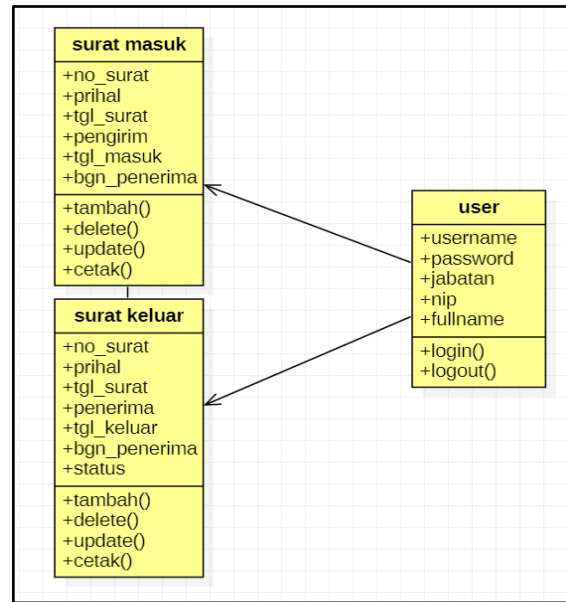 surat masuk
+no_surat
+prihal
+tgl_surat
+pengirim
+tgl_masuk
+bgn_penerima
+tambah()
+delete()
+update()
+cetak()
surat keluar
+no_surat
+prihal
+tgl_surat
+penerima
+tgl_keluar
+bgn_penerima
+status
+tambah()
+delete()
+update()
+cetak()
user
+username
+password
+jabatan
+nip
+fullname
+login()
+logout()